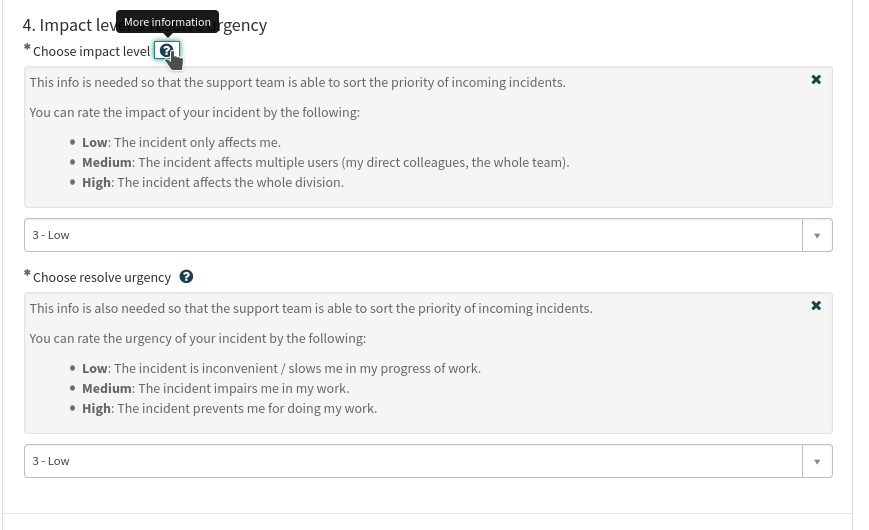 More information
4. Impact level & resolve urgency
* Choose impact level ?
This info is needed so that the support team is able to sort the priority of incoming incidents.
You can rate the impact of your incident by the following:
• Low: The incident only affects me.
• Medium: The incident affects multiple users (my direct colleagues, the whole team).
• High: The incident affects the whole division.
3 - Low
* Choose resolve urgency ?
This info is also needed so that the support team is able to sort the priority of incoming incidents.
You can rate the urgency of your incident by the following:
• Low: The incident is inconvenient / slows me in my progress of work.
• Medium: The incident impairs me in my work.
• High: The incident prevents me for doing my work.
3 - Low